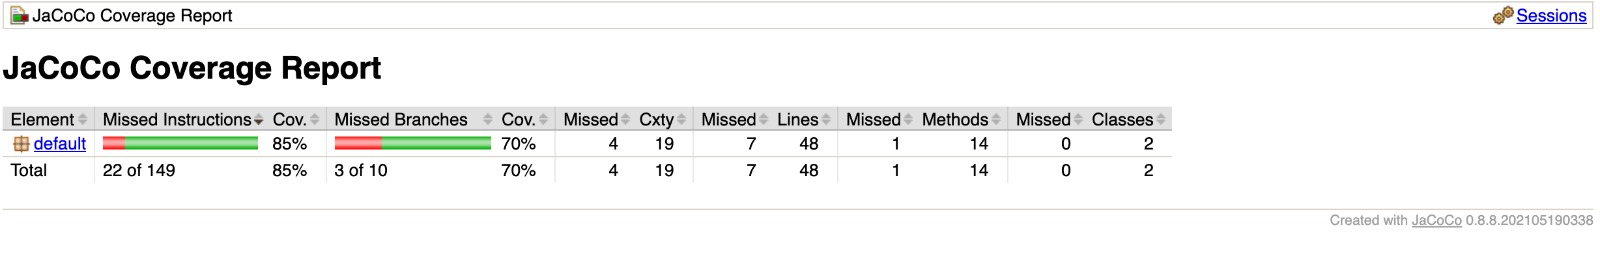 JaCoCo Coverage Report Sessions
JaCoCo Coverage Report
Element Missed Instructions Cov. Missed Branches Cov. Missed Cxty Missed Lines Missed Methods Missed Classes
default 85% 70% 4 19 7 48 1 14 0 2
Total 22 of 149 85% 3 of 10 70% 4 19 7 48 1 14 0 2
Created with JaCoCo 0.8.8.202105190338